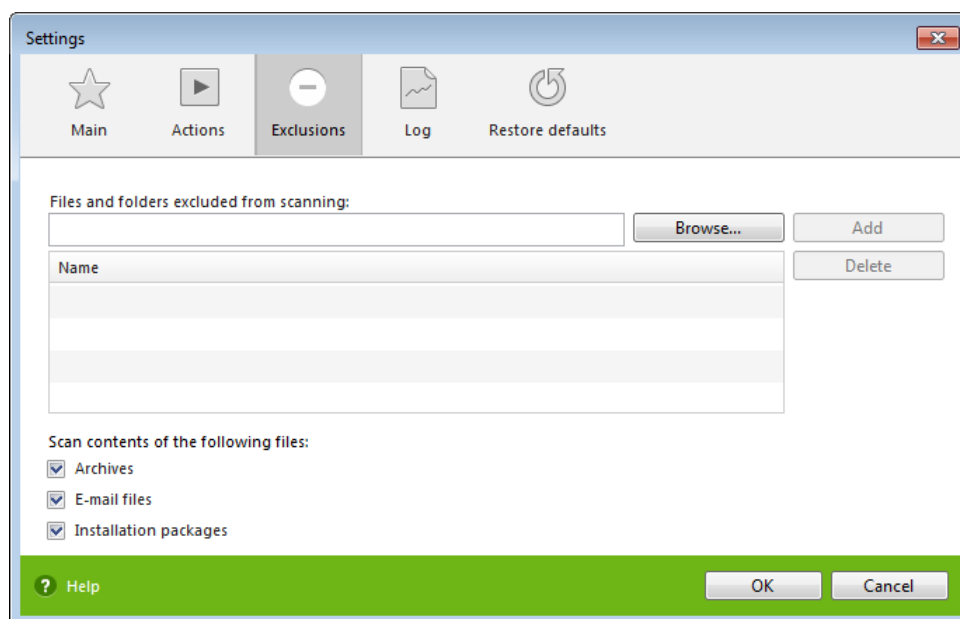 Settings
Main
Actions
Exclusions
Log
Restore defaults
Files and folders excluded from scanning:
Browse...
Add
Name
Delete
Scan contents of the following files:
Archives
E-mail files
Installation packages
? Help
OK
Cancel